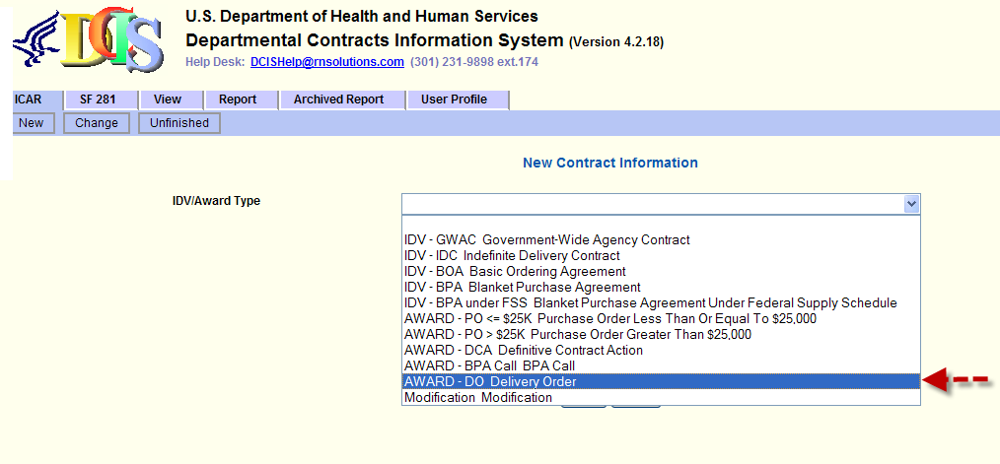 DCIS
U.S. Department of Health and Human Services
Departmental Contracts Information System (Version 4.2.18)
Help Desk: DCISHelp@rnsolutions.com (301) 231-9898 ext.174
ICAR SF 281 View Report Archived Report User Profile
New Change Unfinished
New Contract Information
IDV/Award Type
IDV - GWAC Government-Wide Agency Contract
IDV - IDC Indefinite Delivery Contract
IDV - BOA Basic Ordering Agreement
IDV - BPA Blanket Purchase Agreement
IDV - BPA under FSS Blanket Purchase Agreement Under Federal Supply Schedule
AWARD - PO <= $25K Purchase Order Less Than Or Equal To $25,000
AWARD - PO > $25K Purchase Order Greater Than $25,000
AWARD - DCA Definitive Contract Action
AWARD - BPA Call BPA Call
AWARD - DO Delivery Order
Modification Modification